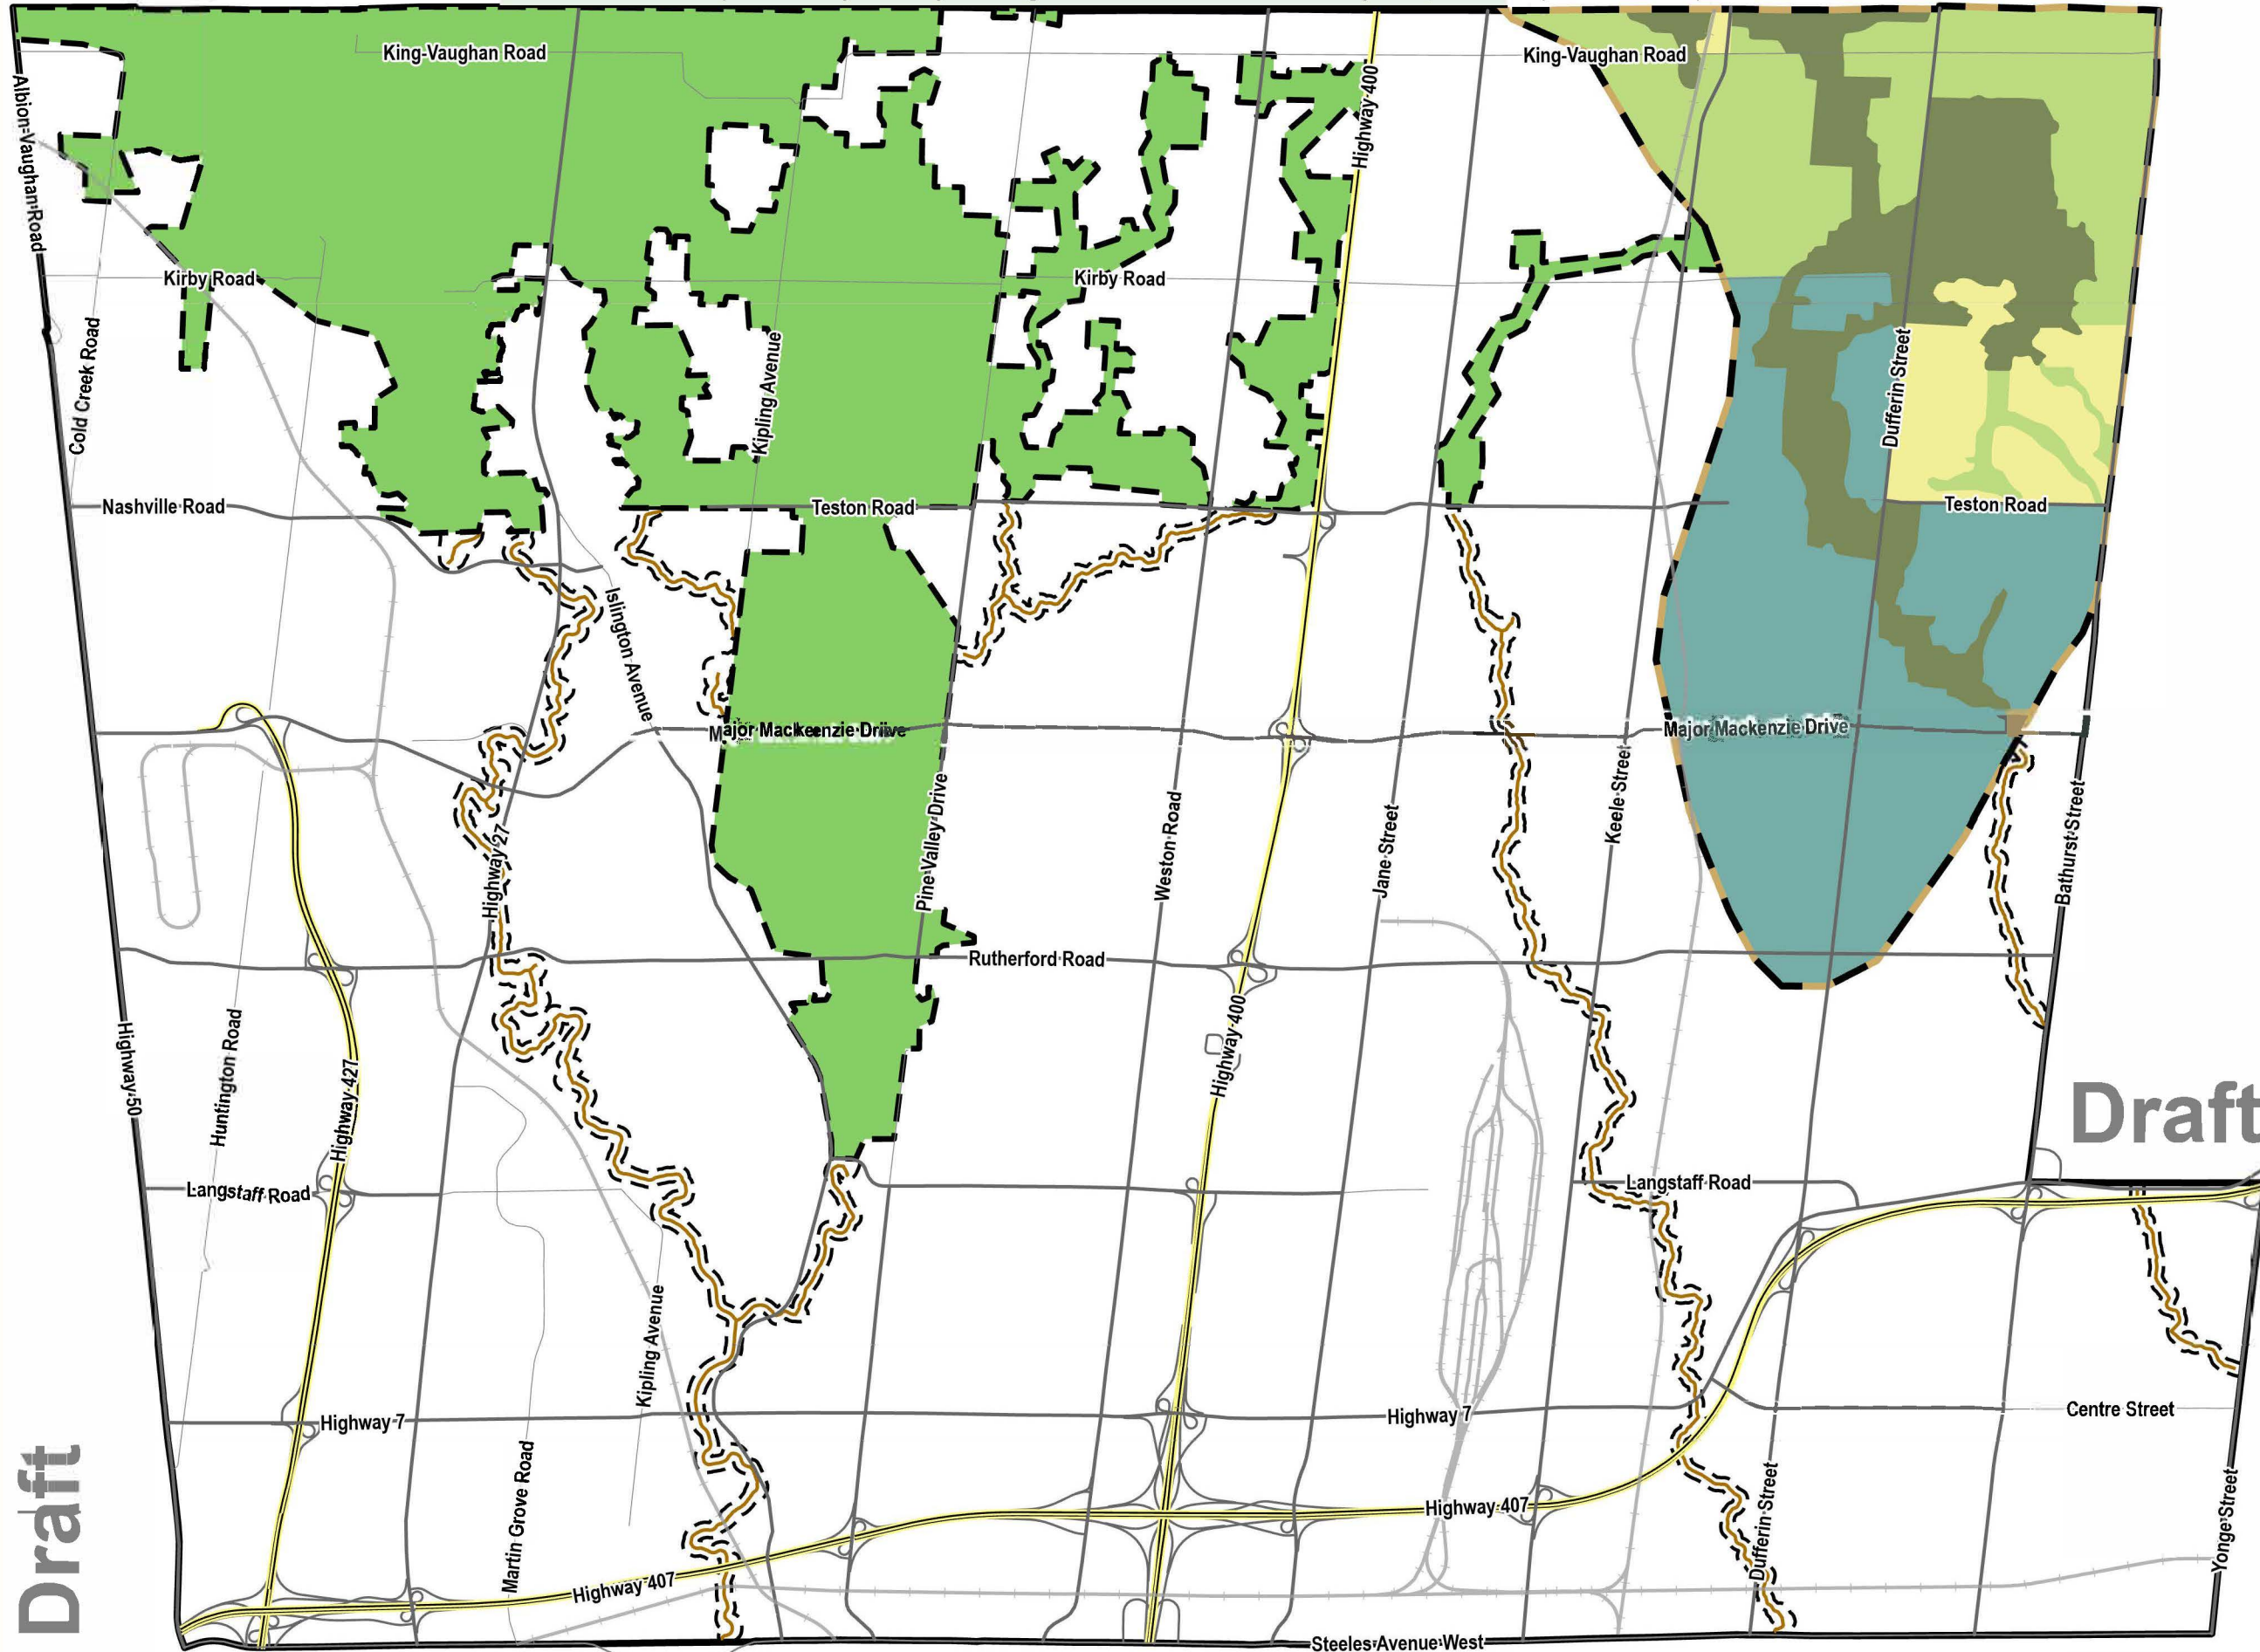 King-Vaughan Road
King-Vaughan Road
Albion-Vaughan Road
Highway 400
Kirby Road
Kirby Road
Cold Creek Road
Kipling Avenue
Dufferin Street
Nashville Road
Teston Road
Teston Road
Islington Avenue
Major Mackenzie Drive
Major Mackenzie Drive
Highway 27
Pine Valley Drive
Weston Road
Jane Street
Keele Street
Bathurst Street
Rutherford Road
Highway 50
Huntington Road
Highway 427
Highway 400
Draft
Langstaff Road
Langstaff Road
Kipling Avenue
Highway 7
Highway 7
Centre Street
Draft
Martin Grove Road
Highway 407
Highway 407
Dufferin Street
Yonge Street
Steeles Avenue West